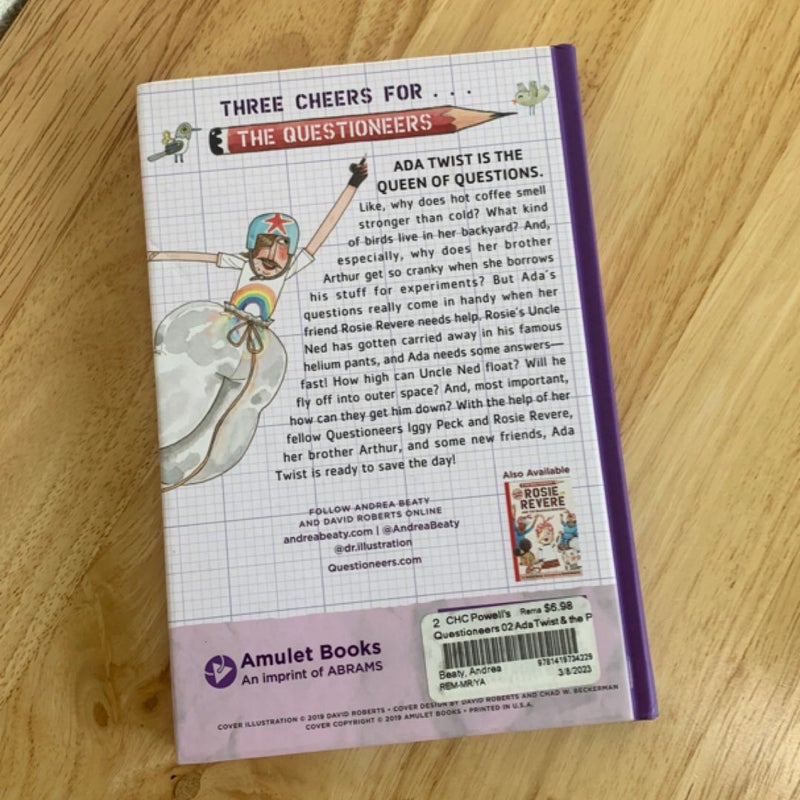 THREE CHEERS FOR . . .
THE QUESTIONEERS
ADA TWIST IS THE
QUEEN OF QUESTIONS.
Like, why does hot coffee smell
stronger than cold? What kind
of birds live in her backyard? And,
especially, why does her brother
Arthur get so cranky when she borrows
his stuff for experiments? But Ada's
questions really come in handy when her
friend Rosie Revere needs help. Rosie's Uncle
Ned has gotten carried away in his famous
helium pants, and Ada needs some answers—
fast! How high can Uncle Ned float? Will he
fly off into outer space? And, most important,
how can they get him down? With the help of her
fellow Questioneers Iggy Peck and Rosie Revere,
her brother Arthur, and some new friends, Ada
Twist is ready to save the day!
Also Available
ROSIE
REVERE
FOLLOW ANDREA BEATY
AND DAVID ROBERTS ONLINE
andreabeaty.com | @AndreaBeaty
@dr.illustration
Questioneers.com
Amulet Books
An imprint of ABRAMS
2 CHC Powell's Rema $6.98
Questioneers 02 Ada Twist & the P
Beaty, Andrea 9781419734229
REM-MR/YA 3/8/2023
COVER ILLUSTRATION © 2019 DAVID ROBERTS • COVER DESIGN BY DAVID ROBERTS AND CHAD W. BECKERMAN
COVER COPYRIGHT © 2019 AMULET BOOKS • PRINTED IN U.S.A.